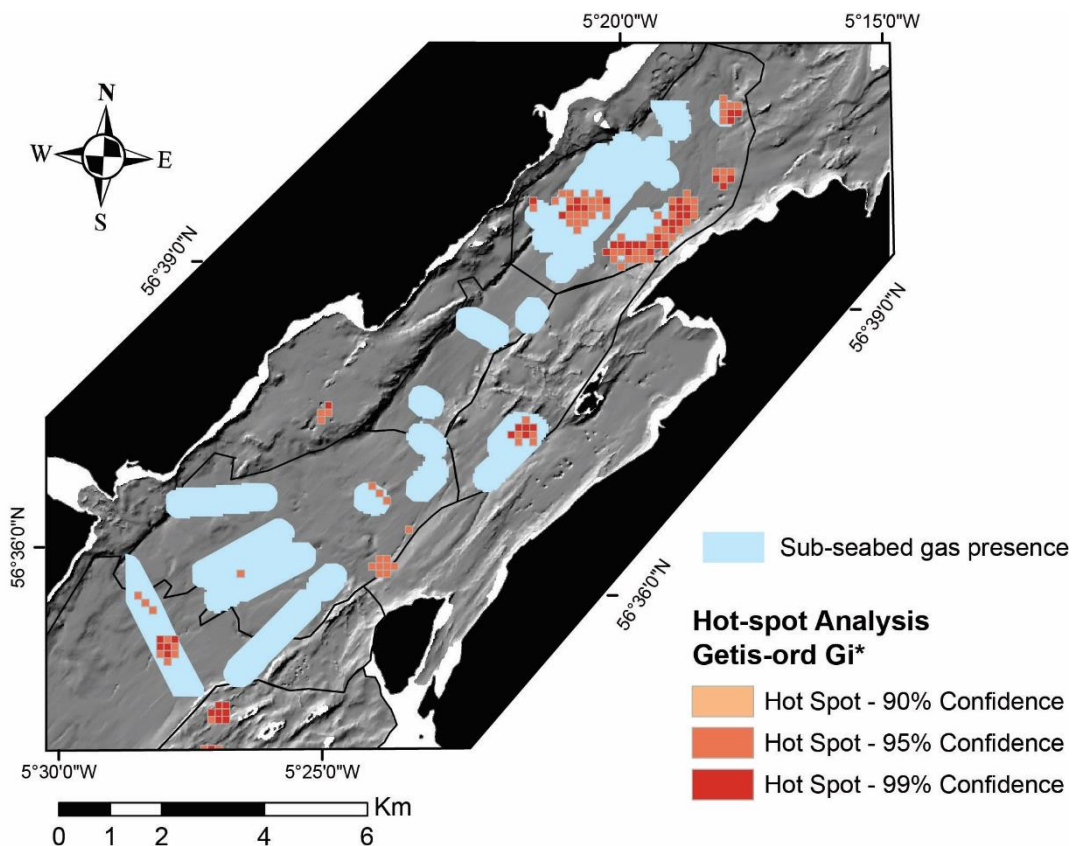 5°20'0"W
5°15'0"W
N
W
E
S
56°39'0"N
56°39'0"N
56°36'0"N
56°36'0"N
Sub-seabed gas presence
Hot-spot Analysis
Getis-ord Gi*
Hot Spot - 90% Confidence
Hot Spot - 95% Confidence
Hot Spot - 99% Confidence
5°30'0"W
5°25'0"W
Km
0 1 2 4 6